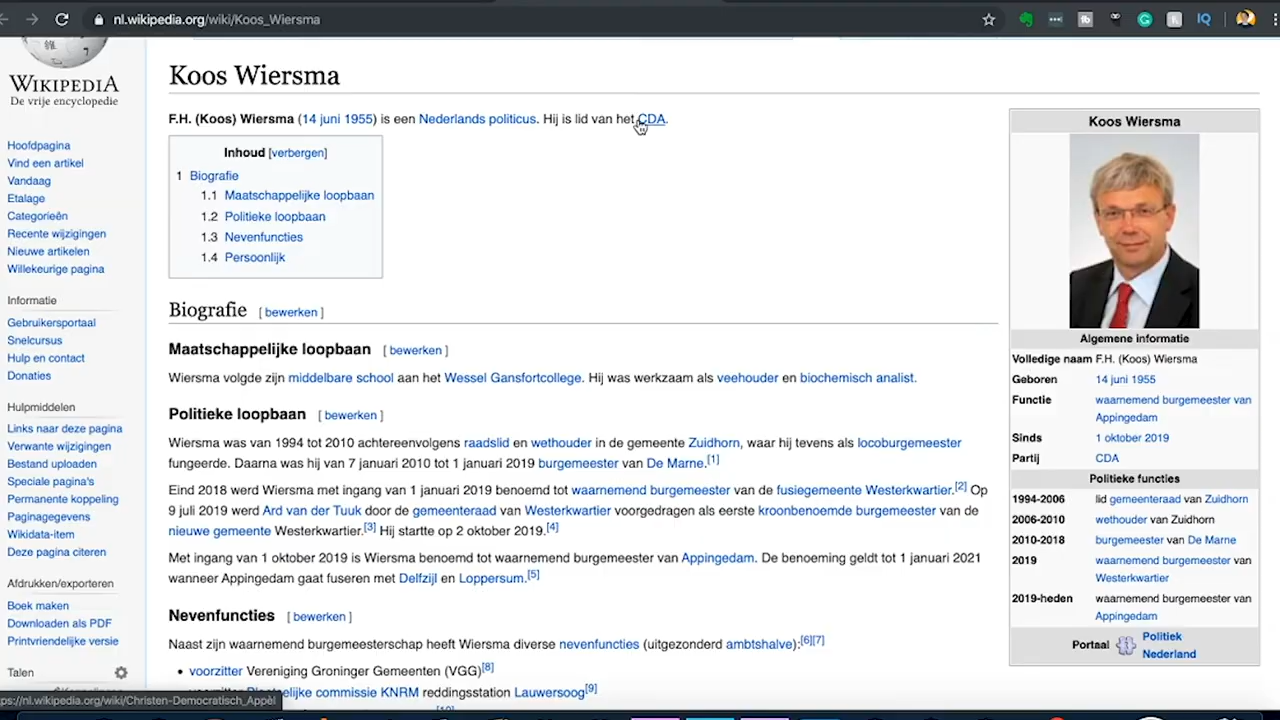 nl.wikipedia.org/wiki/Koos_Wiersma
WIKIPEDIA
De vrije encyclopedie
Hoofdpagina
Vind een artikel
Vandaag
Etalage
Categorieën
Recente wijzigingen
Nieuwe artikelen
Willekeurige pagina
Informatie
Gebruikersportaal
Snelcursus
Hulp en contact
Donaties
Hulpmiddelen
Links naar deze pagina
Verwante wijzigingen
Bestand uploaden
Speciale pagina's
Permanente koppeling
Paginagegevens
Wikidata-item
Deze pagina citeren
Afdrukken/exporteren
Boek maken
Downloaden als PDF
Printvriendelijke versie
Talen
Koos Wiersma
F.H. (Koos) Wiersma (14 juni 1955) is een Nederlands politicus. Hij is lid van het CDA.
Inhoud [verbergen]
1 Biografie
1.1 Maatschappelijke loopbaan
1.2 Politieke loopbaan
1.3 Nevenfuncties
1.4 Persoonlijk
Biografie [ bewerken ]
Maatschappelijke loopbaan [ bewerken ]
Wiersma volgde zijn middelbare school aan het Wessel Gansfortcollege. Hij was werkzaam als veehouder en biochemisch analist.
Politieke loopbaan [ bewerken ]
Wiersma was van 1994 tot 2010 achtereenvolgens raadslid en wethouder in de gemeente Zuidhorn, waar hij tevens als locoburgemeester
fungeerde. Daarna was hij van 7 januari 2010 tot 1 januari 2019 burgemeester van De Marne.[1]
Eind 2018 werd Wiersma met ingang van 1 januari 2019 benoemd tot waarnemend burgemeester van de fusiegemeente Westerkwartier.[2] Op
9 juli 2019 werd Ard van der Tuuk door de gemeenteraad van Westerkwartier voorgedragen als eerste kroonbenoemde burgemeester van de
nieuwe gemeente Westerkwartier.[3] Hij startte op 2 oktober 2019.[4]
Met ingang van 1 oktober 2019 is Wiersma benoemd tot waarnemend burgemeester van Appingedam. De benoeming geldt tot 1 januari 2021
wanneer Appingedam gaat fuseren met Delfzijl en Loppersum.[5]
Nevenfuncties [ bewerken ]
Naast zijn waarnemend burgemeesterschap heeft Wiersma diverse nevenfuncties (uitgezonderd ambtshalve):[6][7]
• voorzitter Vereniging Groninger Gemeenten (VGG)[8]
voorzitter Plaatselijke commissie KNRM reddingsstation Lauwersoog[9]
Koos Wiersma
Algemene informatie
Volledige naam F.H. (Koos) Wiersma
Geboren 14 juni 1955
Functie waarnemend burgemeester van
Appingedam
Sinds 1 oktober 2019
Partij CDA
Politieke functies
1994-2006 lid gemeenteraad van Zuidhorn
2006-2010 wethouder van Zuidhorn
2010-2018 burgemeester van De Marne
2019 waarnemend burgemeester van
Westerkwartier
2019-heden waarnemend burgemeester van
Appingedam
Portaal Politiek
Nederland
ps://nl.wikipedia.org/wiki/Christen-Democratisch_Appèl